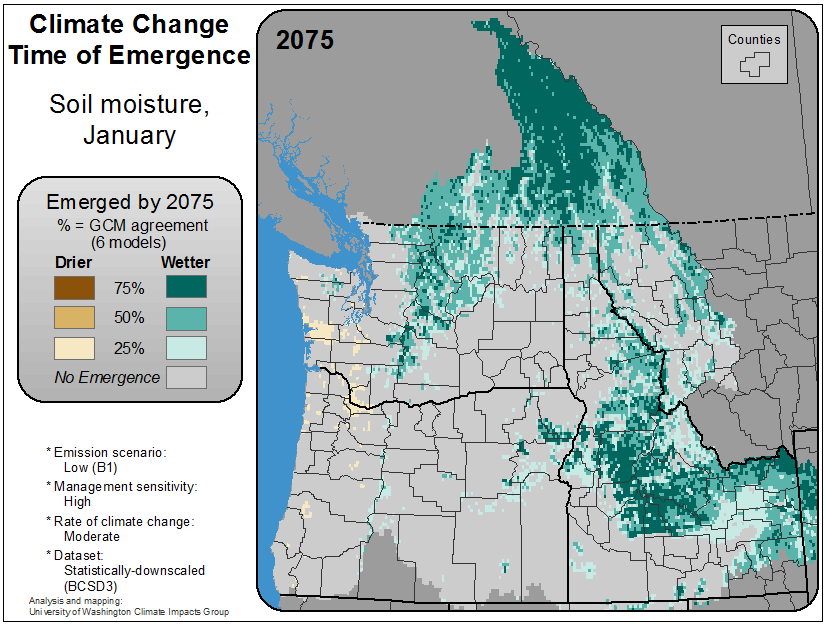 Climate Change
Time of Emergence
Soil moisture,
January
Emerged by 2075
% = GCM agreement
(6 models)
Drier Wetter
75%
50%
25%
No Emergence
* Emission scenario:
Low (B1)
* Management sensitivity:
High
* Rate of climate change:
Moderate
* Dataset:
Statistically-downscaled
(BCSD3)
Analysis and mapping:
University of Washington Climate Impacts Group
2075
Counties